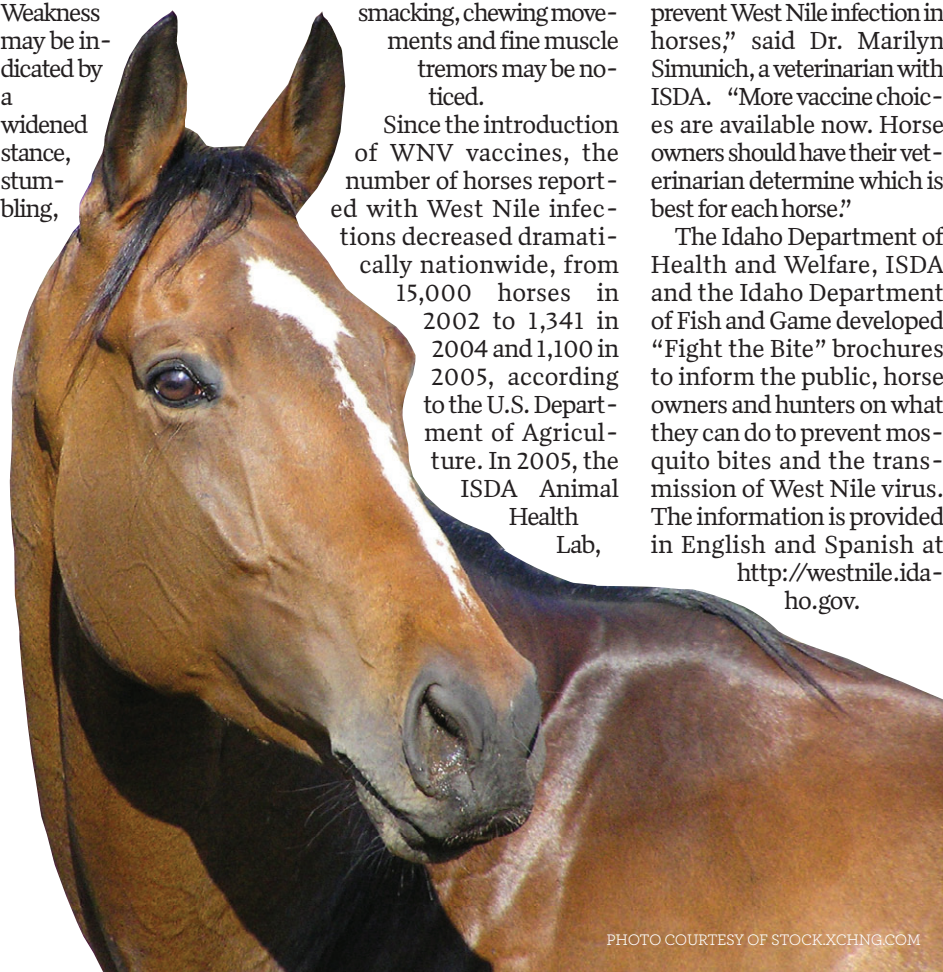 Weakness
may be in-
dicated by
a
widened
stance,
stum-
bling,
smacking, chewing move-
ments and fine muscle
tremors may be no-
ticed.
Since the introduction
of WNV vaccines, the
number of horses report-
ed with West Nile infec-
tions decreased dramati-
cally nationwide, from
15,000 horses in
2002 to 1,341 in
2004 and 1,100 in
2005, according
to the U.S. Depart-
ment of Agricul-
ture. In 2005, the
ISDA Animal
Health
Lab,
prevent West Nile infection in
horses,” said Dr. Marilyn
Simunich, a veterinarian with
ISDA. “More vaccine choic-
es are available now. Horse
owners should have their vet-
erinarian determine which is
best for each horse.”
The Idaho Department of
Health and Welfare, ISDA
and the Idaho Department
of Fish and Game developed
“Fight the Bite” brochures
to inform the public, horse
owners and hunters on what
they can do to prevent mos-
quito bites and the trans-
mission of West Nile virus.
The information is provided
in English and Spanish at
http://westnile.ida-
ho.gov.
PHOTO COURTESY OF STOCK.XCHNG.COM